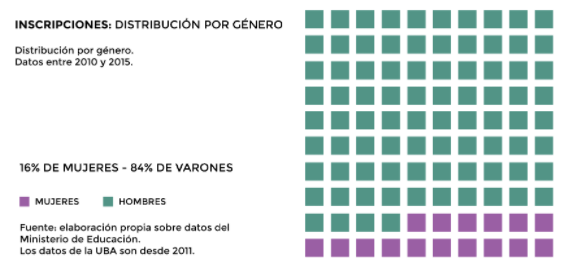 INSCRIPCIONES: DISTRIBUCIÓN POR GÉNERO
Distribución por género.
Datos entre 2010 y 2015.
16% DE MUJERES - 84% DE VARONES
MUJERES
HOMBRES
Fuente: elaboración propia sobre datos del
Ministerio de Educación.
Los datos de la UBA son desde 2011.